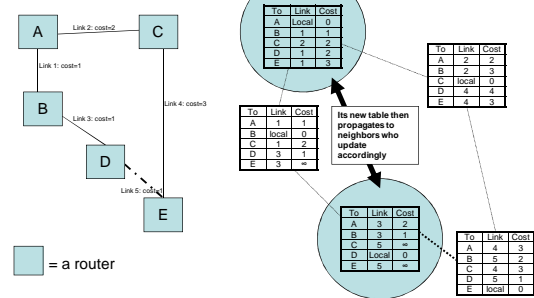 A
C
B
D
E
Link 2: cost=2
Link 1: cost=1
Link 3: cost=1
Link 4: cost=3
Link 5: cost=1
= a router
To Link Cost
A Local 0
B 1 1
C 2 2
D 1 2
E 1 3
To Link Cost
A 2 2
B 2 3
C local 0
D 4 4
E 4 3
To Link Cost
A 1 1
B local 0
C 1 2
D 3 1
E 3 ∞
Its new table then
propagates to
neighbors who
update
accordingly
To Link Cost
A 3 2
B 3 1
C 5 ∞
D Local 0
E 5 ∞
To Link Cost
A 4 3
B 5 2
C 4 3
D 5 1
E local 0